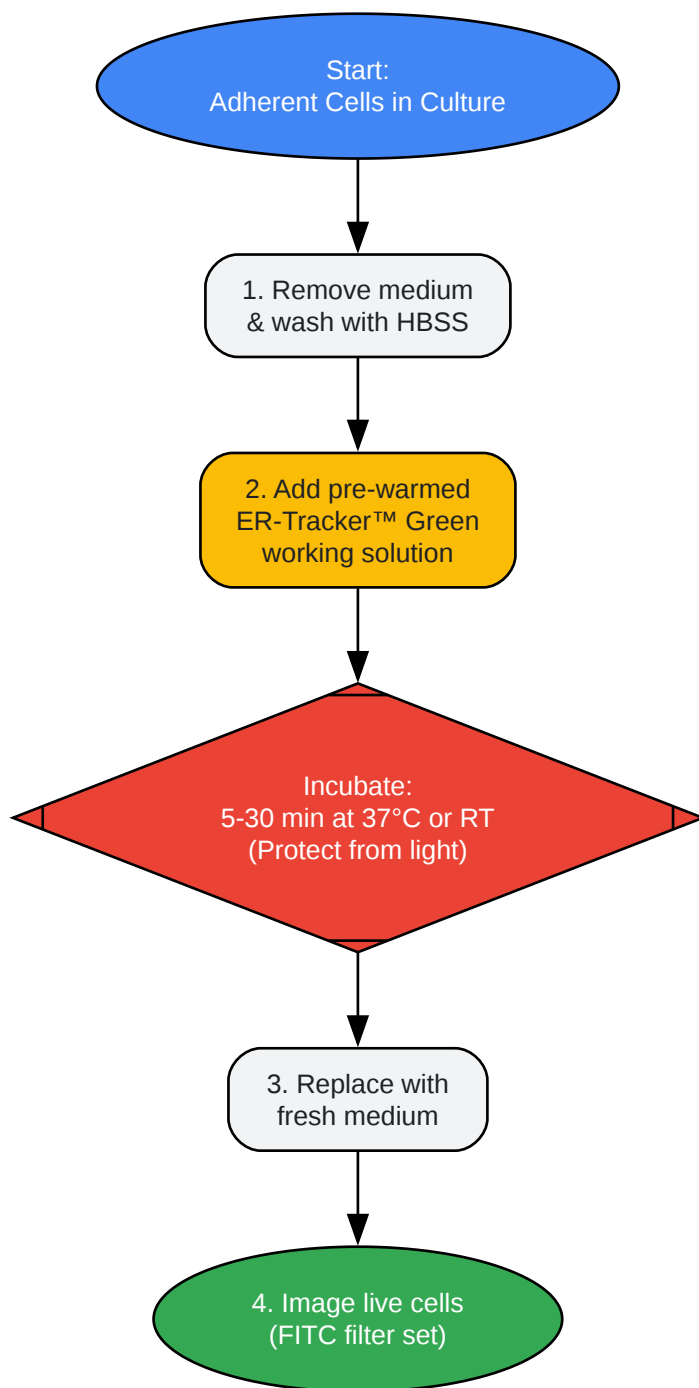 Start:
Adherent Cells in Culture
1. Remove medium
& wash with HBSS
2. Add pre-warmed
ER-Tracker™ Green
working solution
Incubate:
5-30 min at 37°C or RT
(Protect from light)
3. Replace with
fresh medium
4. Image live cells
(FITC filter set)